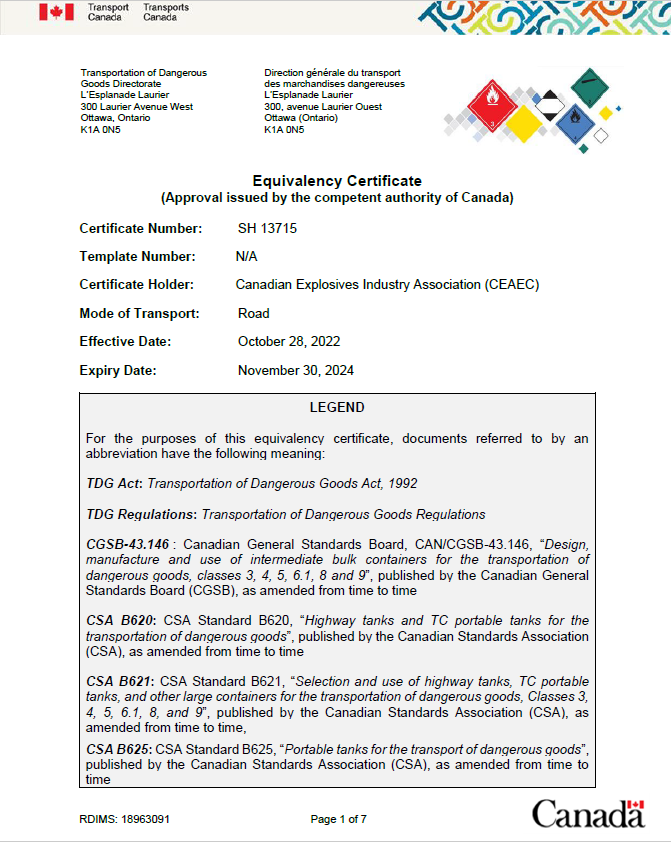 Transport Transports
Canada Canada
Transportation of Dangerous
Goods Directorate
L'Esplanade Laurier
300 Laurier Avenue West
Ottawa, Ontario
K1A 0N5
Direction générale du transport
des marchandises dangereuses
L'Esplanade Laurier
300, avenue Laurier Ouest
Ottawa (Ontario)
K1A 0N5
3
Equivalency Certificate
(Approval issued by the competent authority of Canada)
Certificate Number: SH 13715
Template Number: N/A
Certificate Holder: Canadian Explosives Industry Association (CEAEC)
Mode of Transport: Road
Effective Date: October 28, 2022
Expiry Date: November 30, 2024
LEGEND
For the purposes of this equivalency certificate, documents referred to by an
abbreviation have the following meaning:
TDG Act: Transportation of Dangerous Goods Act, 1992
TDG Regulations: Transportation of Dangerous Goods Regulations
CGSB-43.146 : Canadian General Standards Board, CAN/CGSB-43.146, “Design,
manufacture and use of intermediate bulk containers for the transportation of
dangerous goods, classes 3, 4, 5, 6.1, 8 and 9”, published by the Canadian General
Standards Board (CGSB), as amended from time to time
CSA B620: CSA Standard B620, “Highway tanks and TC portable tanks for the
transportation of dangerous goods”, published by the Canadian Standards Association
(CSA), as amended from time to time
CSA B621: CSA Standard B621, “Selection and use of highway tanks, TC portable
tanks, and other large containers for the transportation of dangerous goods, Classes 3,
4, 5, 6.1, 8, and 9”, published by the Canadian Standards Association (CSA), as
amended from time to time,
CSA B625: CSA Standard B625, “Portable tanks for the transport of dangerous goods”,
published by the Canadian Standards Association (CSA), as amended from time to
time
RDIMS: 18963091
Page 1 of 7
Canada